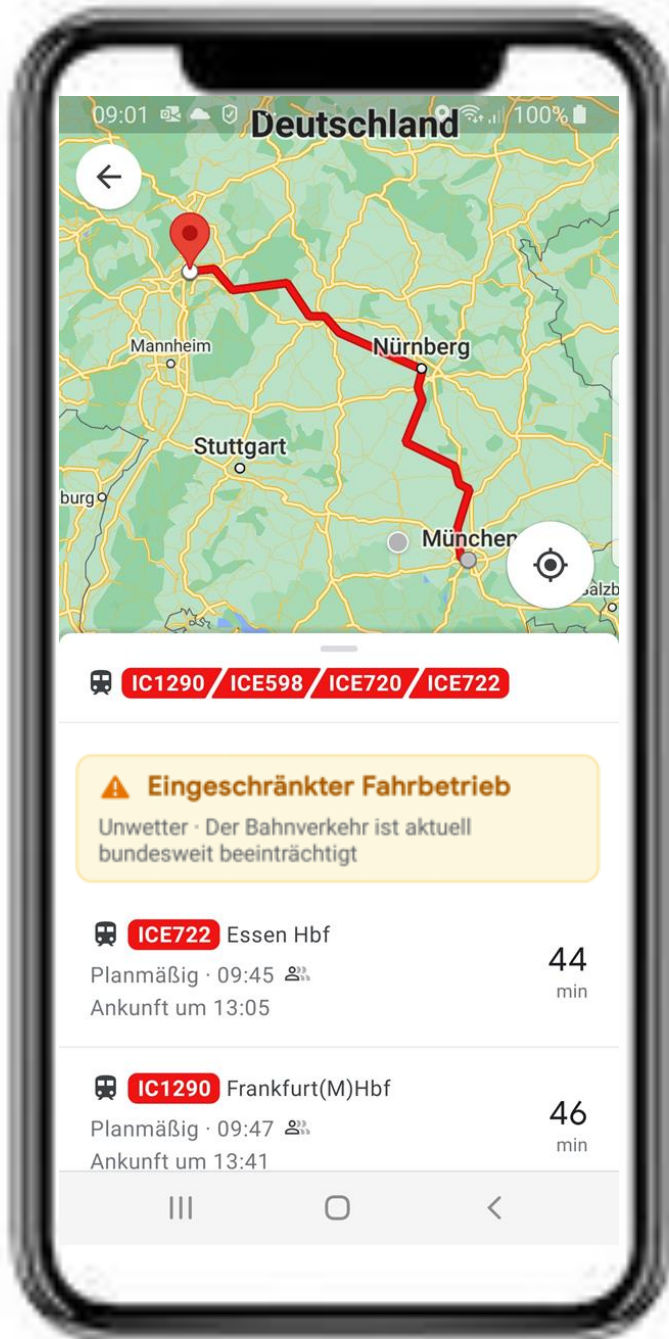 09:01 100%
Deutschland
Mannheim
Nürnberg
Stuttgart
burg
München
Salzb
IC1290 ICE598 ICE720 ICE722
Eingeschränkter Fahrbetrieb
Unwetter · Der Bahnverkehr ist aktuell
bundesweit beeinträchtigt
ICE722 Essen Hbf
44
Planmäßig · 09:45
min
Ankunft um 13:05
IC1290 Frankfurt(M)Hbf
46
Planmäßig · 09:47
min
Ankunft um 13:41